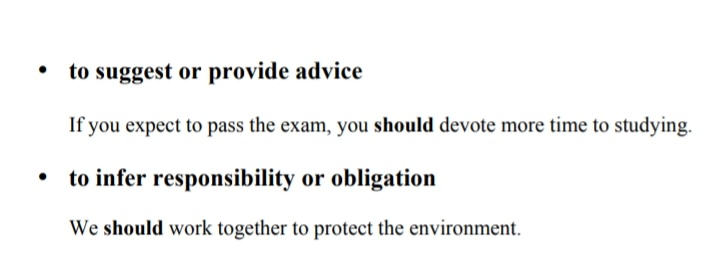 • to suggest or provide advice
If you expect to pass the exam, you should devote more time to studying.
• to infer responsibility or obligation
We should work together to protect the environment.